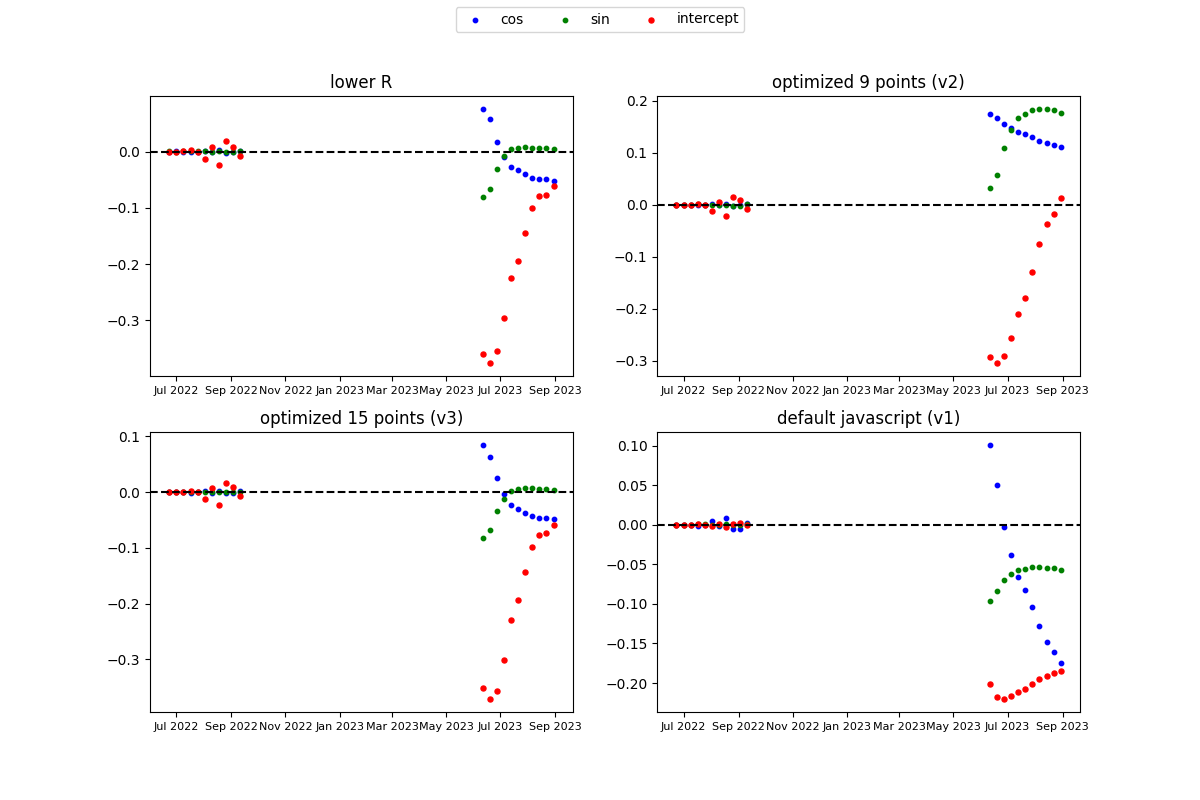 cos sin intercept
lower R
0.0
−0.1
−0.2
−0.3
Jul 2022 Sep 2022 Nov 2022 Jan 2023 Mar 2023 May 2023 Jul 2023 Sep 2023
optimized 9 points (v2)
0.2
0.1
0.0
−0.1
−0.2
−0.3
Jul 2022 Sep 2022 Nov 2022 Jan 2023 Mar 2023 May 2023 Jul 2023 Sep 2023
optimized 15 points (v3)
0.1
0.0
−0.1
−0.2
−0.3
Jul 2022 Sep 2022 Nov 2022 Jan 2023 Mar 2023 May 2023 Jul 2023 Sep 2023
default javascript (v1)
0.10
0.05
0.00
−0.05
−0.10
−0.15
−0.20
Jul 2022 Sep 2022 Nov 2022 Jan 2023 Mar 2023 May 2023 Jul 2023 Sep 2023